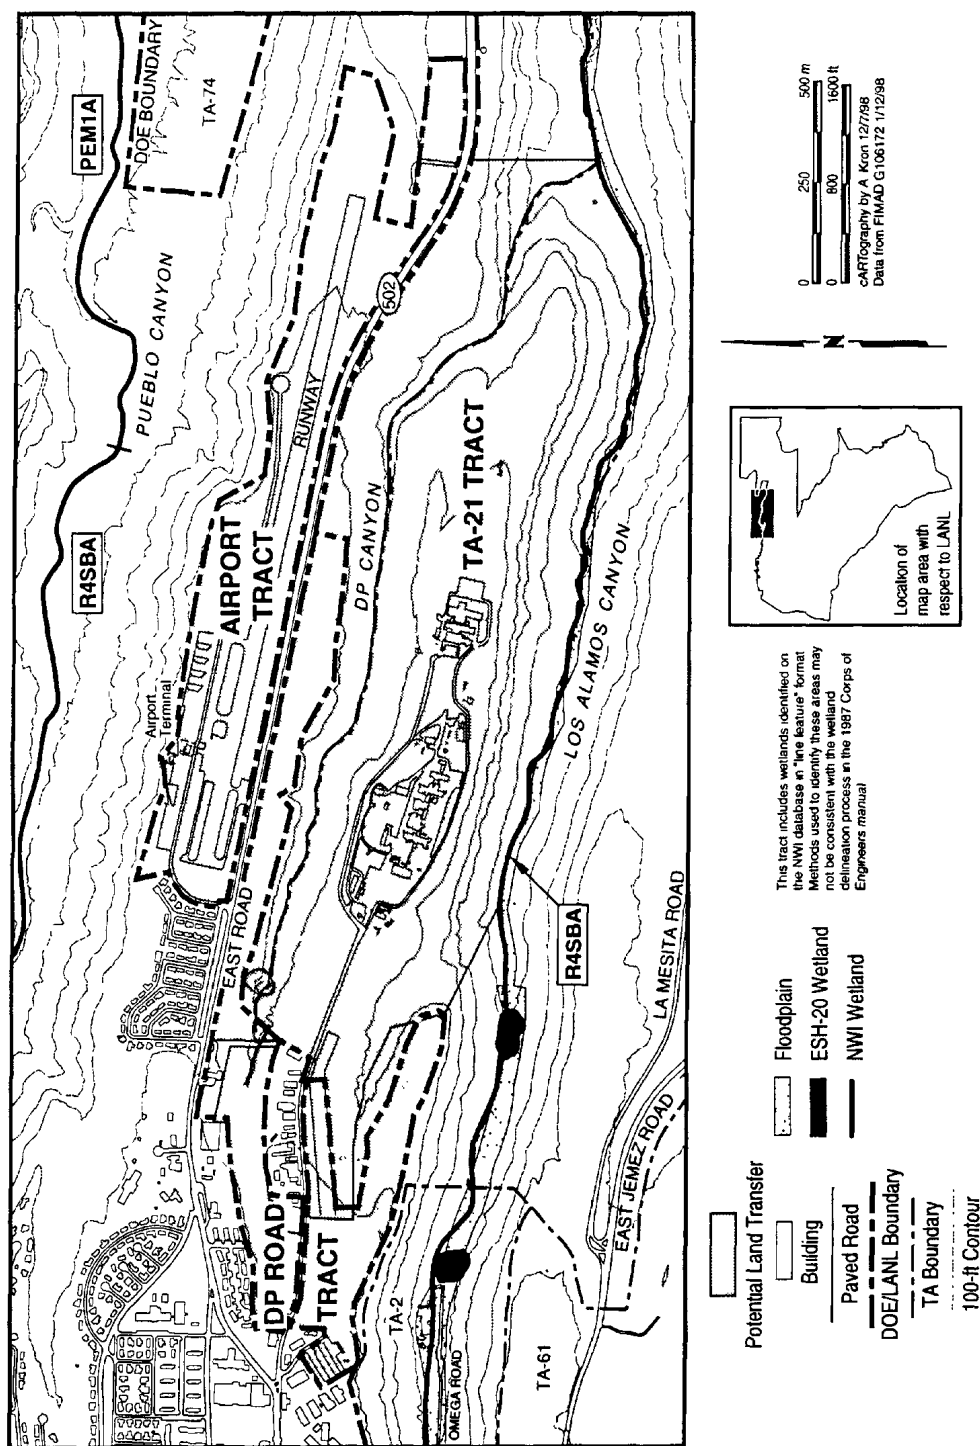 PEM1A
DOE BOUNDARY
TA-74
PUEBLO CANYON
R4SBA
AIRPORT
TRACT
Airport
Terminal
RUNWAY
502
EAST ROAD
DP CANYON
TA-21 TRACT
LOS ALAMOS CANYON
DP ROAD
TRACT
R4SBA
TA-2
OMEGA ROAD
TA-61
EAST JEMEZ ROAD
LA MESITA ROAD
Potential Land Transfer
Building
Paved Road
DOE/LANL Boundary
TA Boundary
100-ft Contour
Floodplain
ESH-20 Wetland
NWI Wetland
This tract includes wetlands identified on
the NWI database in "line feature" format
Methods used to identify these areas may
not be consistent with the wetland
delineation process in the 1987 Corps of
Engineers manual
Location of
map area with
respect to LANL
N
0 250 500 m
0 800 1600 ft
cARTography by A Kron 12/7/98
Data from FIMAD G106172 1/12/98